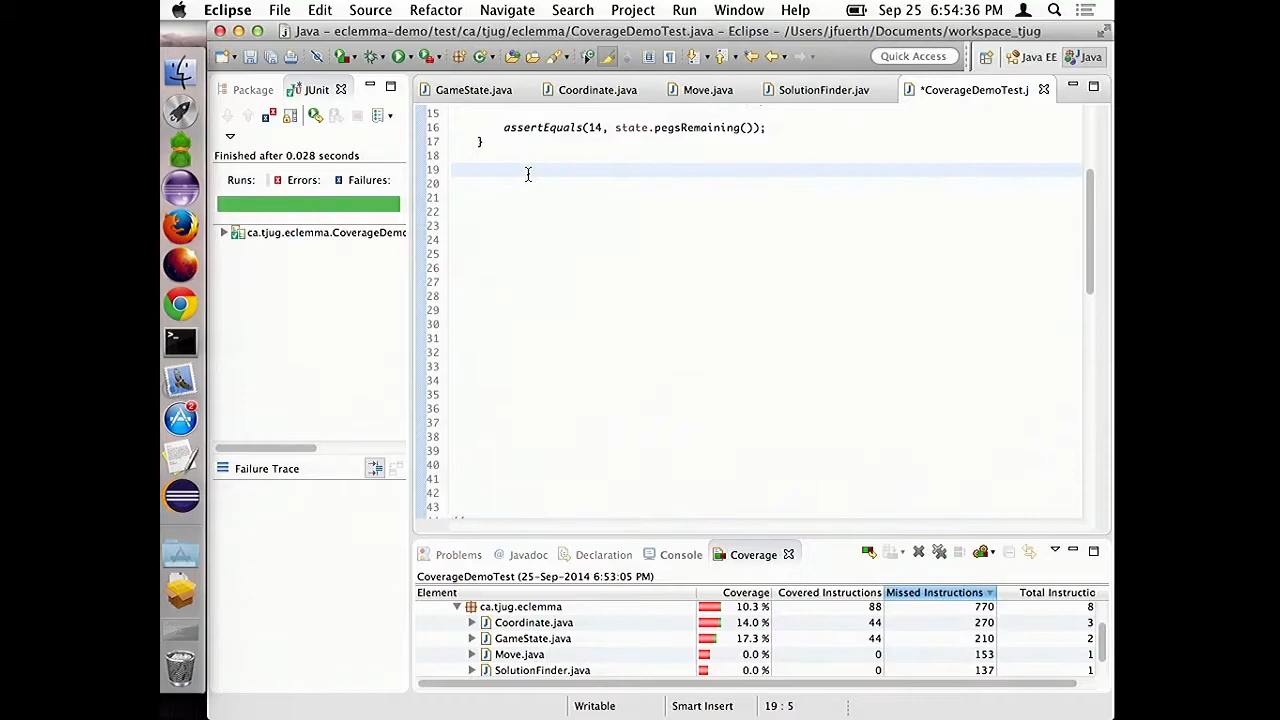 Eclipse File Edit Source Refactor Navigate Search Project Run Window Help Sep 25 6:54:36 PM
Java - eclemma-demo/test/ca/tjug/eclemma/CoverageDemoTest.java - Eclipse - /Users/jfuerth/Documents/workspace_tjug
Quick Access Java EE Java
Package JUnit
GameState.java Coordinate.java Move.java SolutionFinder.jav *CoverageDemoTest.j
Finished after 0.028 seconds
Runs: Errors: Failures:
ca.tjug.eclemma.CoverageDemo
Failure Trace
15
16 assertEquals(14, state.pegsRemaining());
17 }
18
19
20
21
22
23
24
25
26
27
28
29
30
31
32
33
34
35
36
37
38
39
40
41
42
43
Problems @ Javadoc Declaration Console Coverage
CoverageDemoTest (25-Sep-2014 6:53:05 PM)
Element Coverage Covered Instructions Missed Instructions Total Instructio
ca.tjug.eclemma 10.3 % 88 770 8
Coordinate.java 14.0 % 44 270 3
GameState.java 17.3 % 44 210 2
Move.java 0.0 % 0 153 1
SolutionFinder.java 0.0 % 0 137 1
Writable Smart Insert 19 : 5